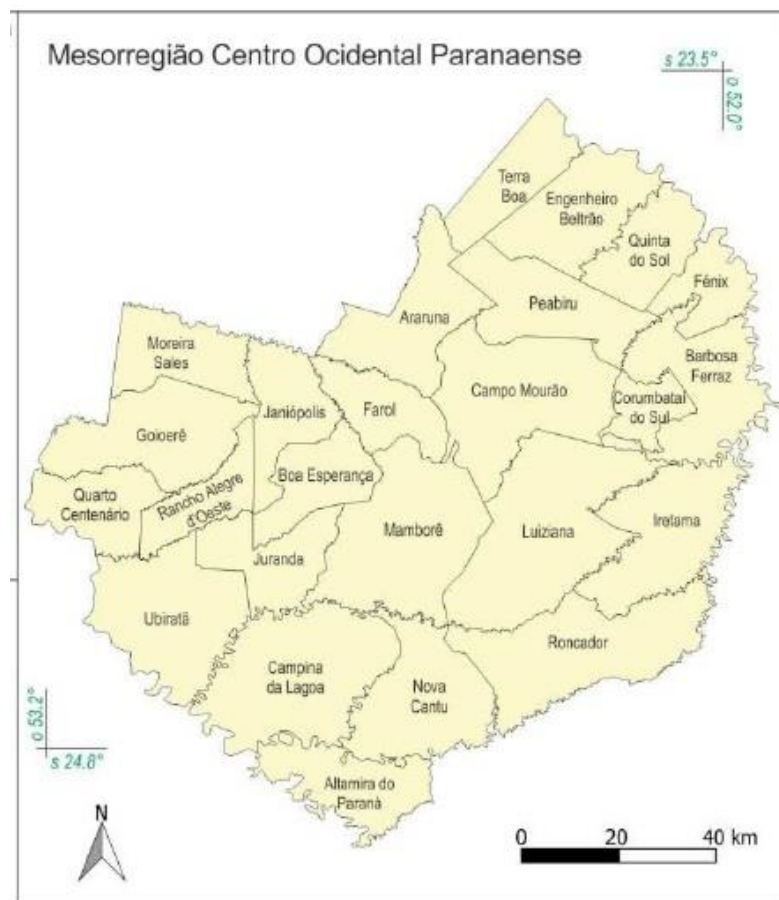 Mesorregião Centro Ocidental Paranaense
s 23.5°
o 52.0°
Terra
Boa
Engenheiro
Beltrão
Quinta
do Sol
Fênix
Peabiru
Araruna
Barbosa
Ferraz
Moreira
Sales
Campo Mourão
Corumbataí
do Sul
Janiópolis
Farol
Goioerê
Boa Esperança
Quarto
Centenário
Rancho Alegre
d'Oeste
Iretama
Mamborê
Luiziana
Juranda
Ubiratã
Roncador
Campina
da Lagoa
Nova
Cantu
o 53.2°
s 24.8°
Altamira do
Paraná
N
0 20 40 km